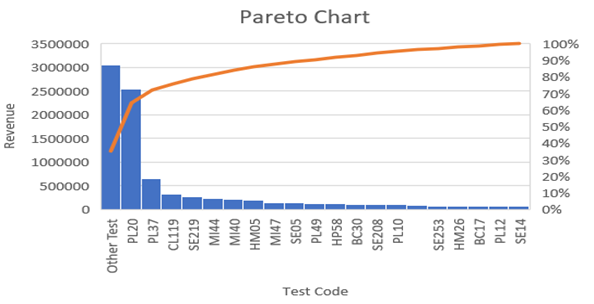 Pareto Chart
3500000
3000000
2500000
2000000
1500000
1000000
500000
0
100%
90%
80%
70%
60%
50%
40%
30%
20%
10%
0%
Revenue
Other Test
PL20
PL37
CL119
SE219
MI44
MI40
HM05
MI47
SE05
PL49
HP58
BC30
SE208
PL10
SE253
HM26
BC17
PL12
SE14
Test Code